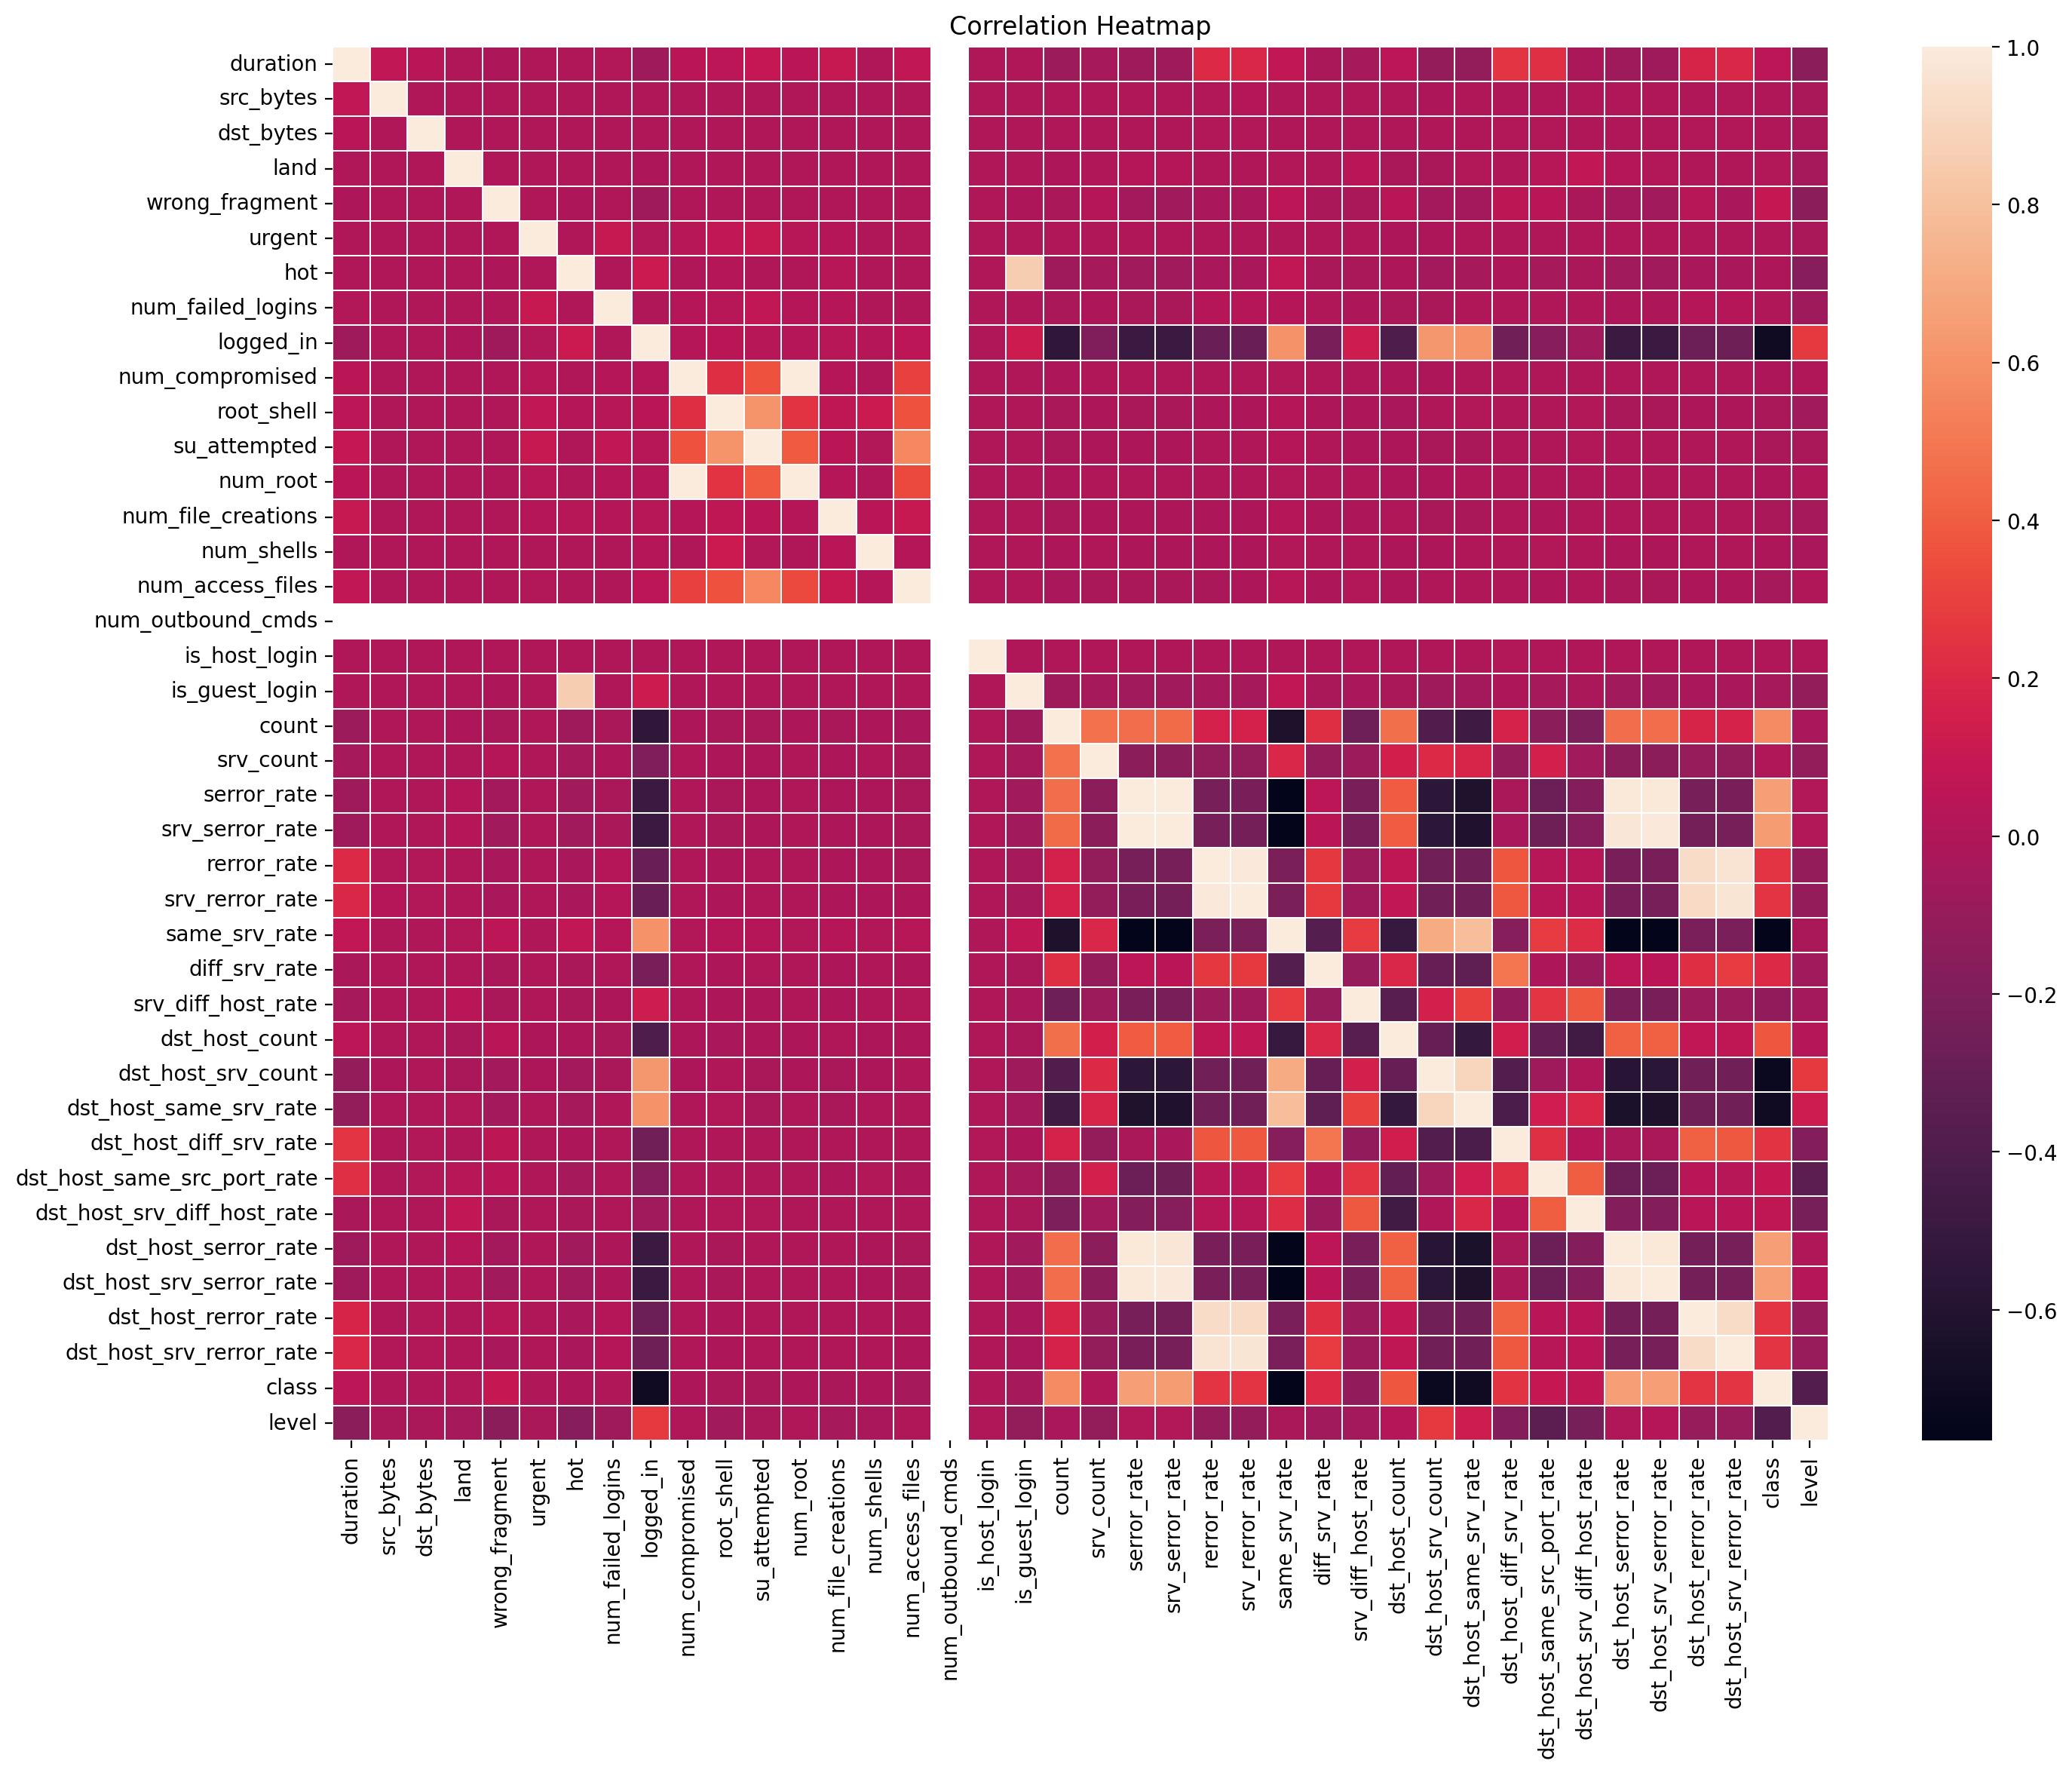 Correlation Heatmap
duration
src_bytes
dst_bytes
land
wrong_fragment
urgent
hot
num_failed_logins
logged_in
num_compromised
root_shell
su_attempted
num_root
num_file_creations
num_shells
num_access_files
num_outbound_cmds
is_host_login
is_guest_login
count
srv_count
serror_rate
srv_serror_rate
rerror_rate
srv_rerror_rate
same_srv_rate
diff_srv_rate
srv_diff_host_rate
dst_host_count
dst_host_srv_count
dst_host_same_srv_rate
dst_host_diff_srv_rate
dst_host_same_src_port_rate
dst_host_srv_diff_host_rate
dst_host_serror_rate
dst_host_srv_serror_rate
dst_host_rerror_rate
dst_host_srv_rerror_rate
class
level
duration
src_bytes
dst_bytes
land
wrong_fragment
urgent
hot
num_failed_logins
logged_in
num_compromised
root_shell
su_attempted
num_root
num_file_creations
num_shells
num_access_files
num_outbound_cmds
is_host_login
is_guest_login
count
srv_count
serror_rate
srv_serror_rate
rerror_rate
srv_rerror_rate
same_srv_rate
diff_srv_rate
srv_diff_host_rate
dst_host_count
dst_host_srv_count
dst_host_same_srv_rate
dst_host_diff_srv_rate
dst_host_same_src_port_rate
dst_host_srv_diff_host_rate
dst_host_serror_rate
dst_host_srv_serror_rate
dst_host_rerror_rate
dst_host_srv_rerror_rate
class
level
1.0
0.8
0.6
0.4
0.2
0.0
−0.2
−0.4
−0.6